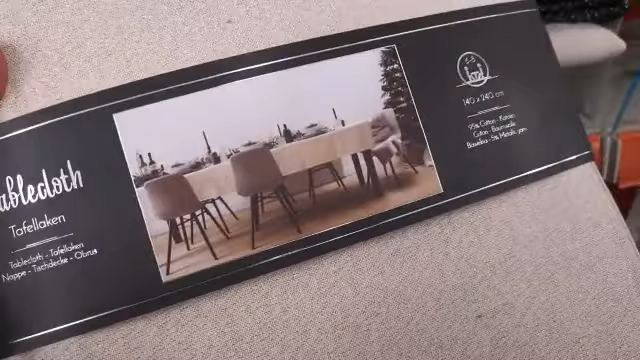 ablecloth
Tafellaken
Tablecloth - Tafellaken
Nappe - Tischdecke - Obrus
140 x 240 cm
95% Cotton - Katoen
Coton - Baumwolle
Bawełna - 5% Metallic yarn